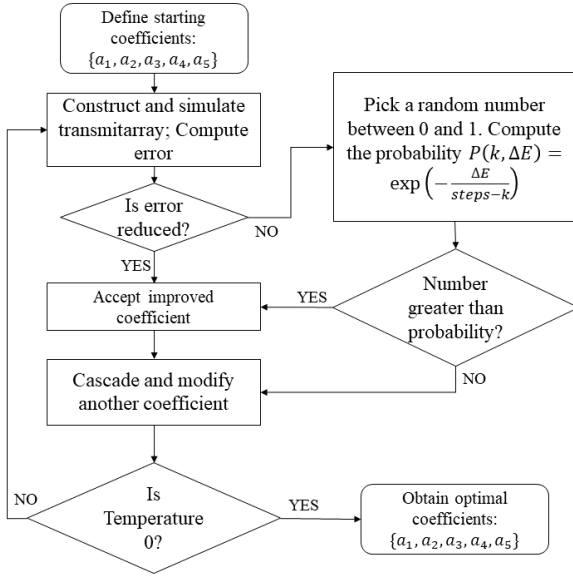 Define starting
coefficients:
{a₁, a₂, a₃, a₄, a₅}
Construct and simulate
transmitarray; Compute
error
Is error
reduced?
NO
YES
Pick a random number
between 0 and 1. Compute
the probability P(k, ΔE) =
exp(−ΔE/(steps−k))
Number
greater than
probability?
YES
NO
Accept improved
coefficient
Cascade and modify
another coefficient
Is
Temperature
0?
NO
YES
Obtain optimal
coefficients:
{a₁, a₂, a₃, a₄, a₅}